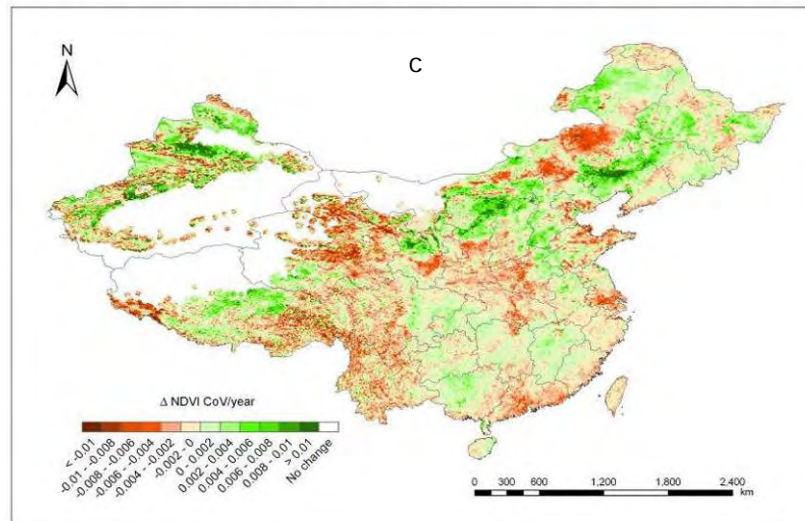 C
N
Δ NDVI CoV/year
< -0.01
-0.01 - -0.008
-0.008 - -0.006
-0.006 - -0.004
-0.004 - -0.002
-0.002 - 0
0 - 0.002
0.002 - 0.004
0.004 - 0.006
0.006 - 0.008
0.008 - 0.01
> 0.01
No change
0 300 600 1,200 1,800 2,400
km